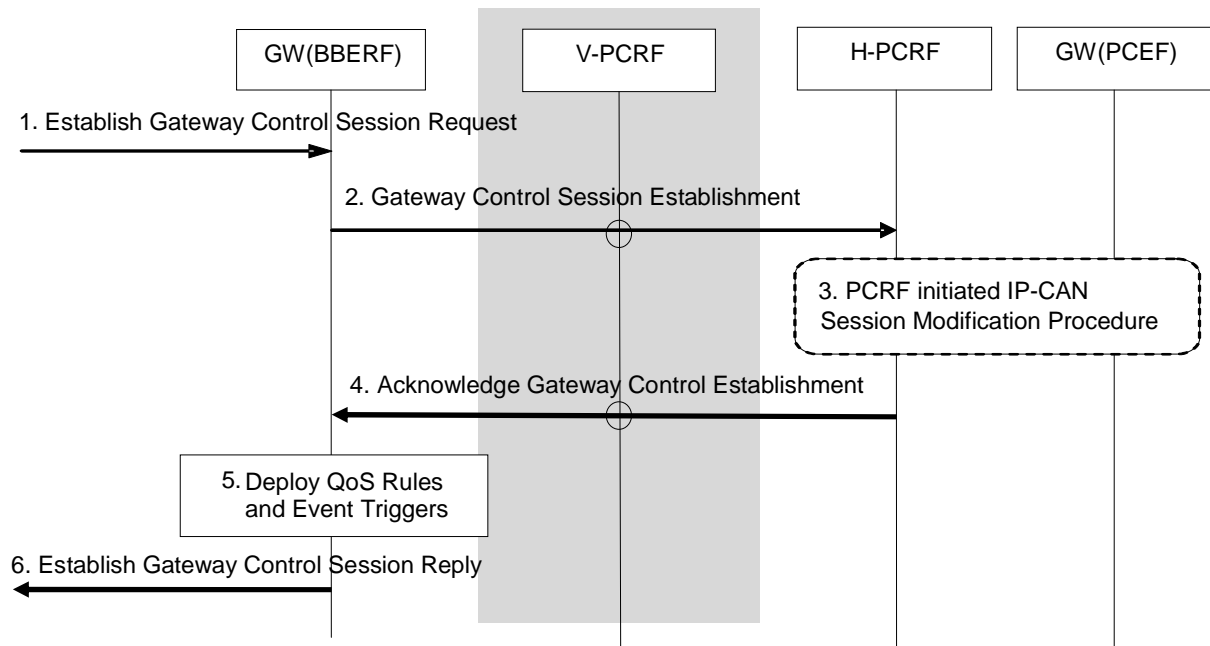 GW(BBERF)
V-PCRF
H-PCRF
GW(PCEF)
1. Establish Gateway Control Session Request
2. Gateway Control Session Establishment
3. PCRF initiated IP-CAN
Session Modification Procedure
4. Acknowledge Gateway Control Establishment
5. Deploy QoS Rules
and Event Triggers
6. Establish Gateway Control Session Reply